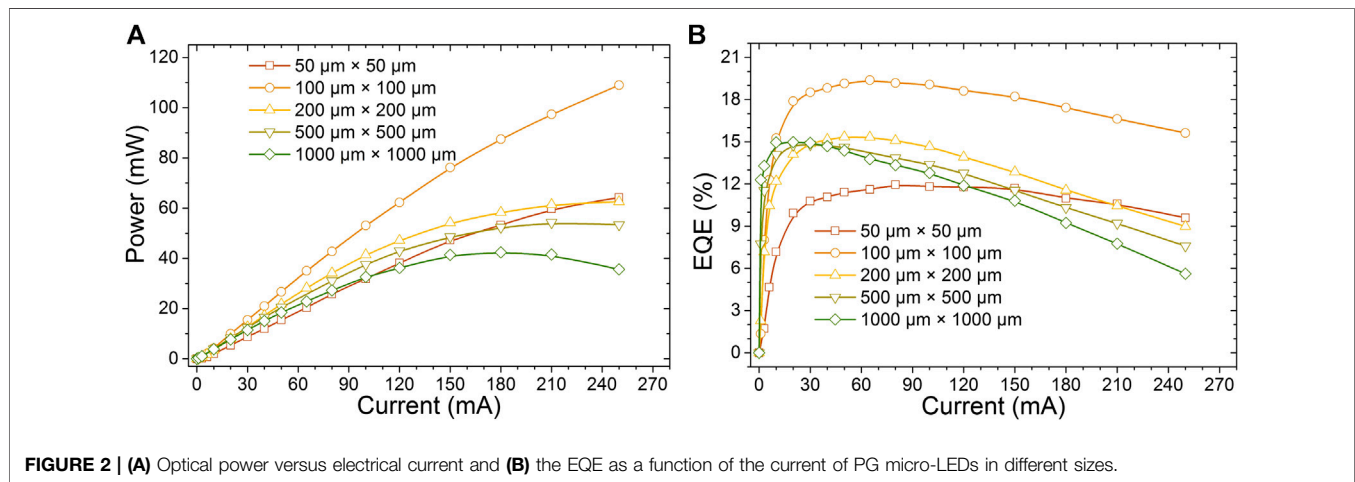 A
120
100
80
60
40
20
0
Power (mW)
50 µm × 50 µm
100 µm × 100 µm
200 µm × 200 µm
500 µm × 500 µm
1000 µm × 1000 µm
0 30 60 90 120 150 180 210 240 270
Current (mA)
B
21
18
15
12
9
6
3
0
EQE (%)
50 µm × 50 µm
100 µm × 100 µm
200 µm × 200 µm
500 µm × 500 µm
1000 µm × 1000 µm
0 30 60 90 120 150 180 210 240 270
Current (mA)
FIGURE 2 | (A) Optical power versus electrical current and (B) the EQE as a function of the current of PG micro-LEDs in different sizes.